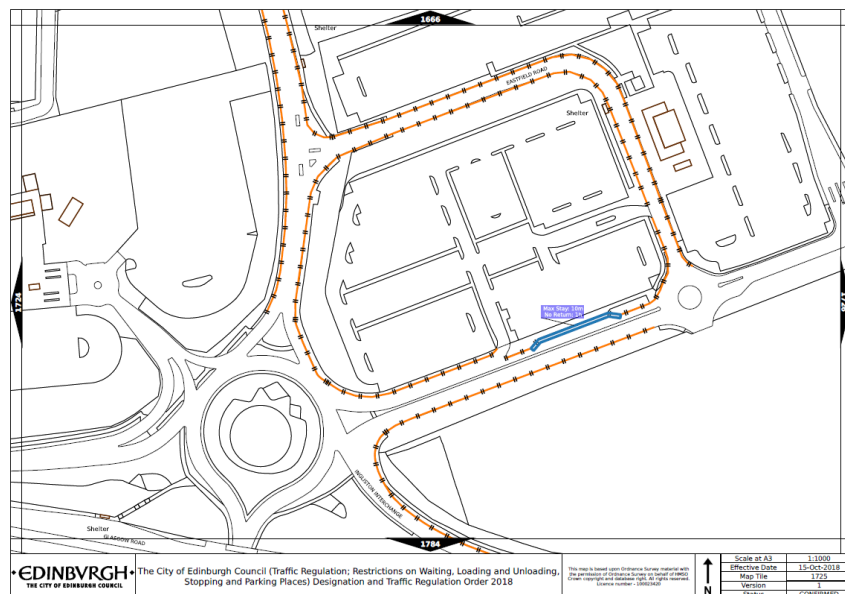 1666
Shelter
EASTFIELD ROAD
Shelter
1724
Max Stay: 10m
No Return: 1h
INGLISTON INTERCHANGE
Shelter
GLASGOW ROAD
1784
EDINBVRGH
THE CITY OF EDINBURGH COUNCIL
The City of Edinburgh Council (Traffic Regulation; Restrictions on Waiting, Loading and Unloading,
Stopping and Parking Places) Designation and Traffic Regulation Order 2018
This map is based upon Ordnance Survey material with
the permission of Ordnance Survey on behalf of HMSO
Crown copyright and database right. All rights reserved.
Licence number - 100023420
N
Scale at A3 1:1000
Effective Date 15-Oct-2018
Map Tile 1725
Version 1
Status CONFIRMED